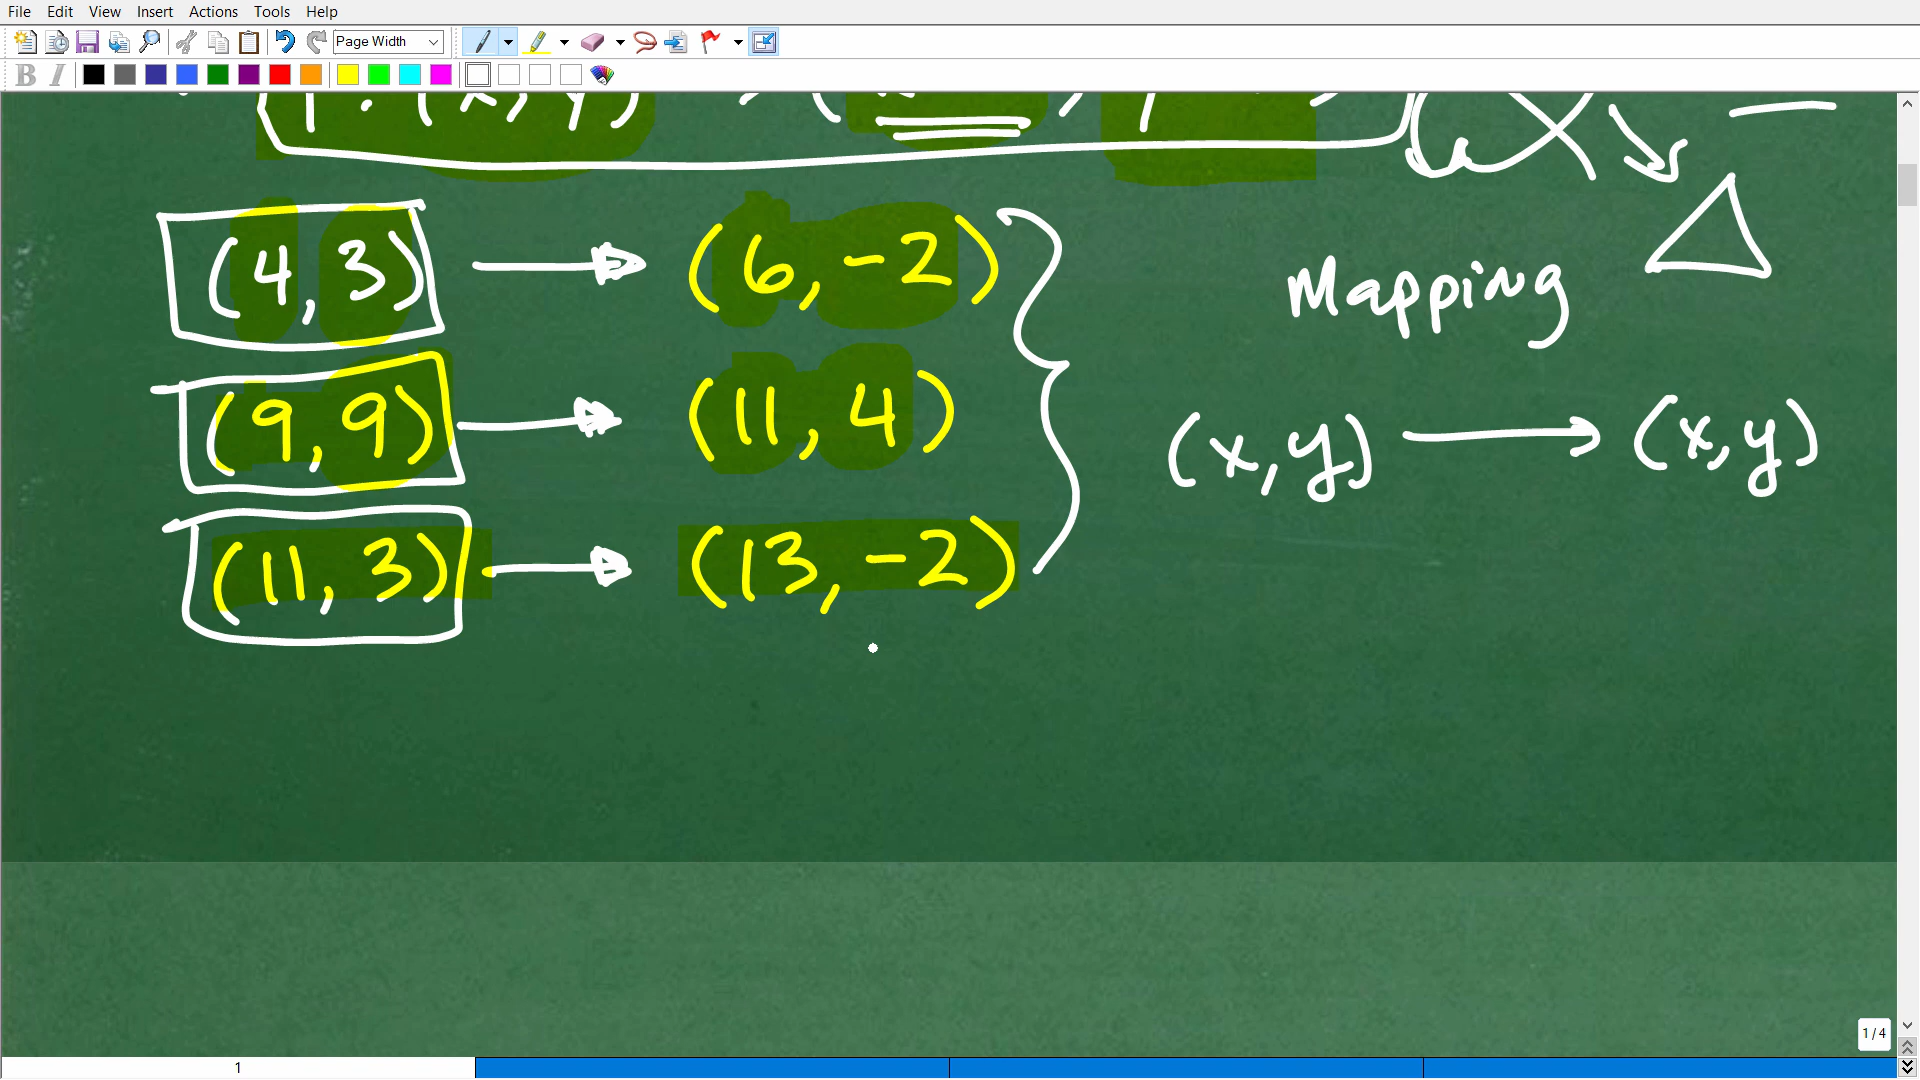 File Edit View Insert Actions Tools Help
Page Width
B I
(4, 3) → (6, -2)
Mapping
(9, 9) → (11, 4)
(x, y) → (x, y)
(11, 3) → (13, -2)
1 / 4
1